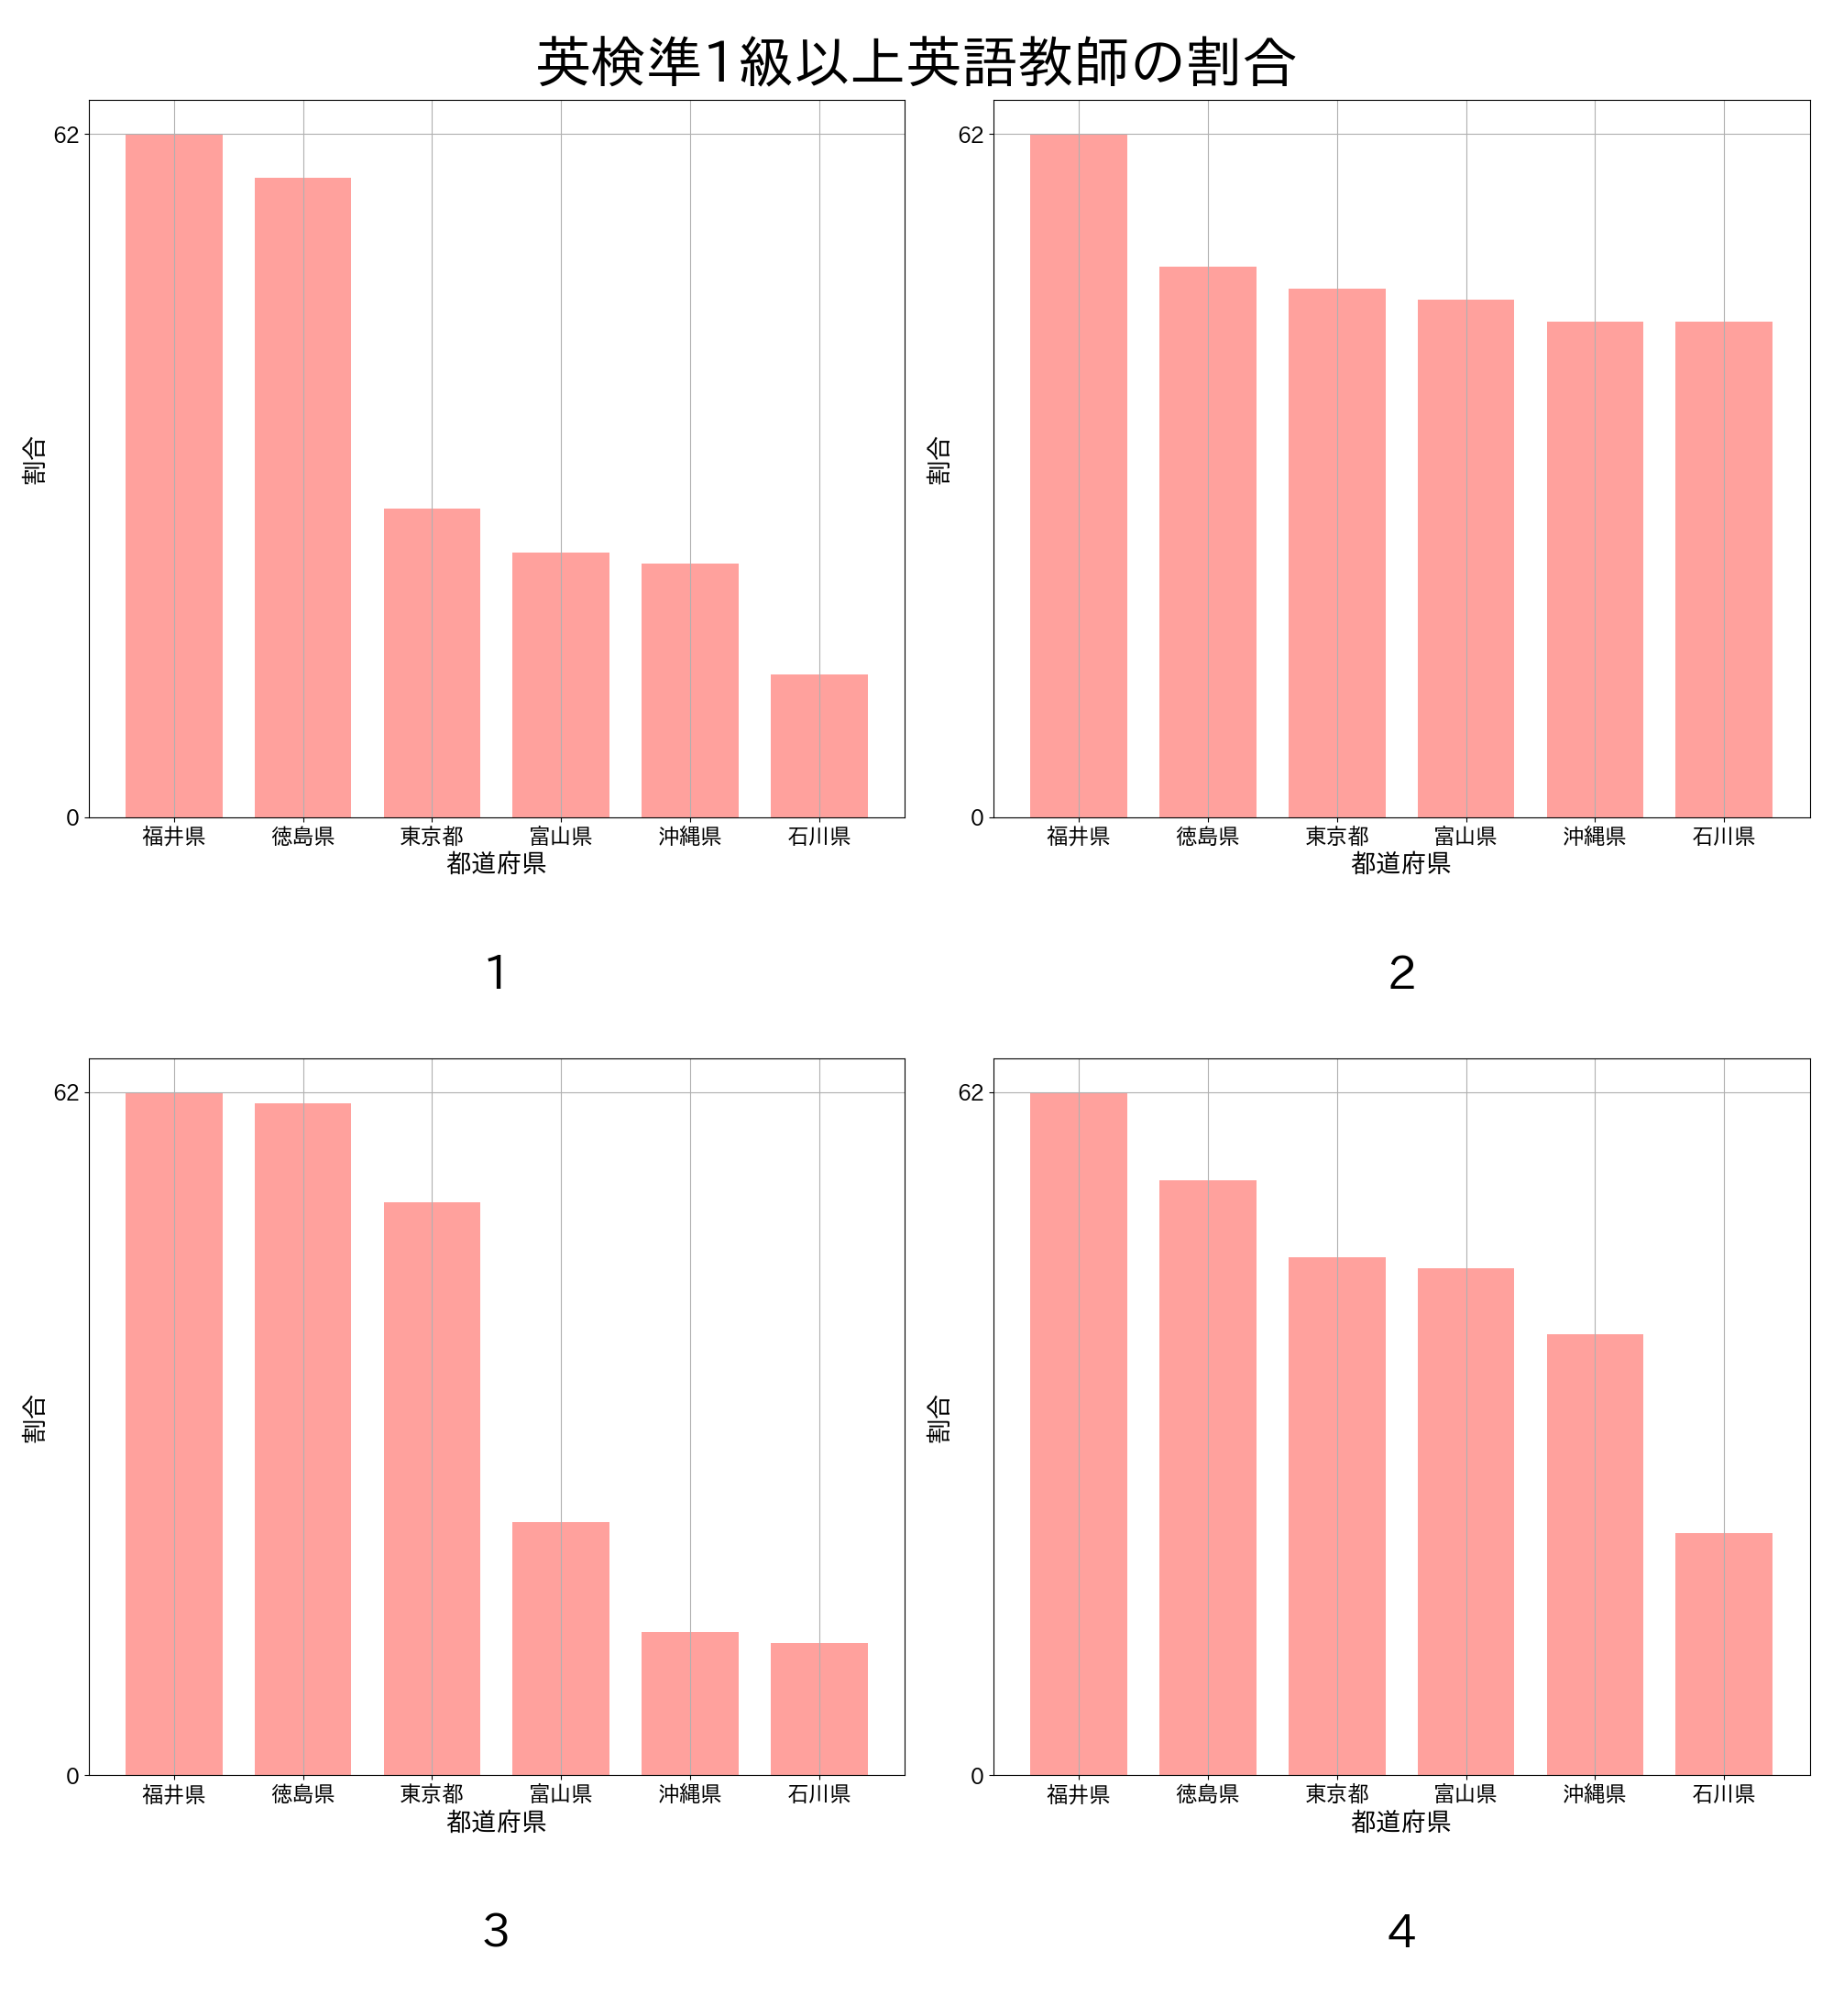 英検準1級以上英語教師の割合
62
割合
0
福井県 徳島県 東京都 富山県 沖縄県 石川県
都道府県
1
62
割合
0
福井県 徳島県 東京都 富山県 沖縄県 石川県
都道府県
2
62
割合
0
福井県 徳島県 東京都 富山県 沖縄県 石川県
都道府県
3
62
割合
0
福井県 徳島県 東京都 富山県 沖縄県 石川県
都道府県
4